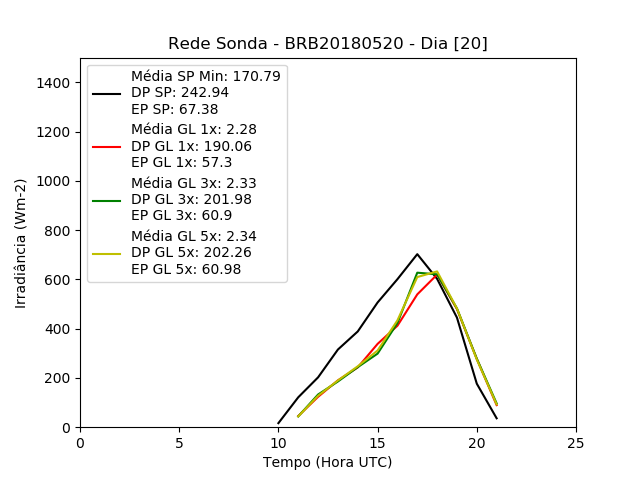 Rede Sonda - BRB20180520 - Dia [20]
Média SP Min: 170.79
DP SP: 242.94
EP SP: 67.38
Média GL 1x: 2.28
DP GL 1x: 190.06
EP GL 1x: 57.3
Média GL 3x: 2.33
DP GL 3x: 201.98
EP GL 3x: 60.9
Média GL 5x: 2.34
DP GL 5x: 202.26
EP GL 5x: 60.98
1400
1200
1000
800
600
400
200
0
Irradiância (Wm-2)
0 5 10 15 20 25
Tempo (Hora UTC)